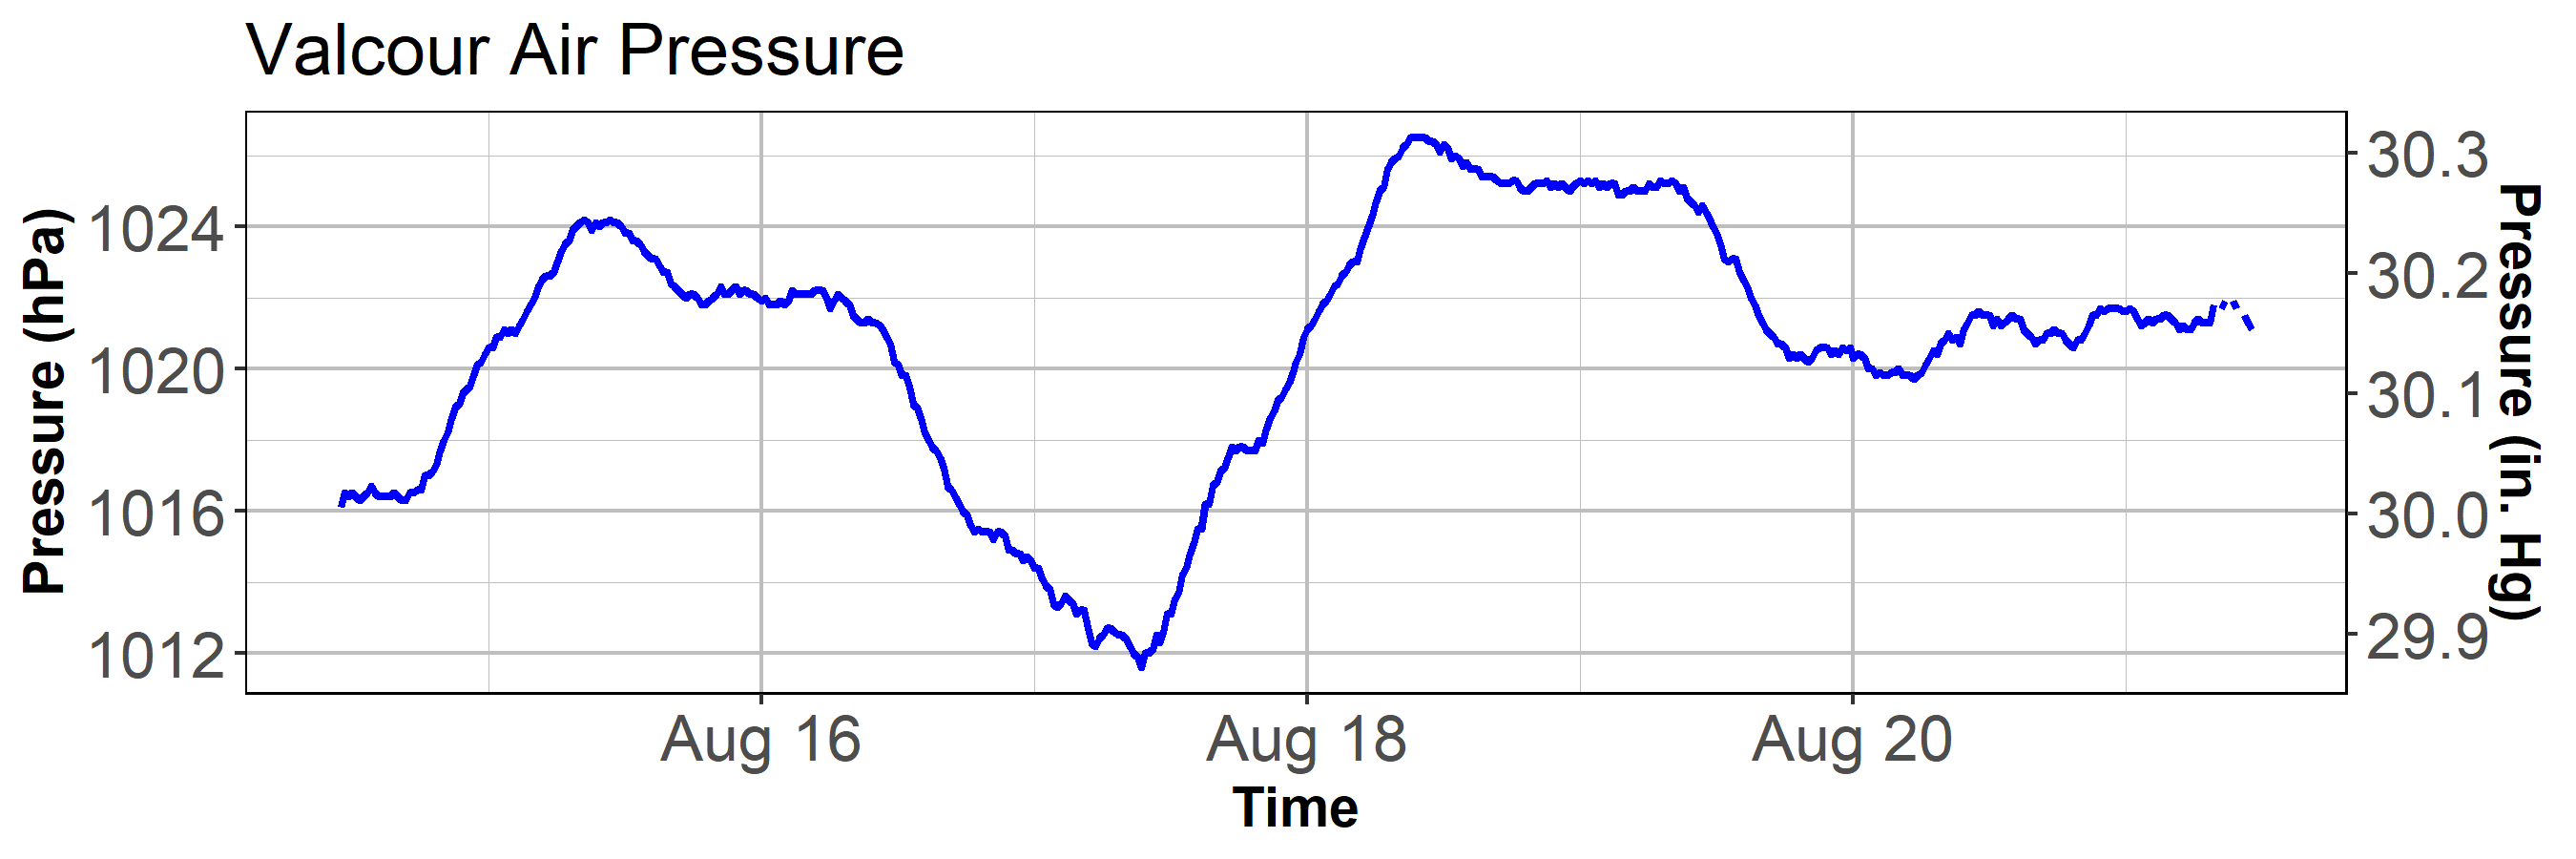 Valcour Air Pressure
Pressure (hPa)
1024
1020
1016
1012
30.3
30.2
30.1
30.0
29.9
Pressure (in. Hg)
Aug 16
Aug 18
Aug 20
Time